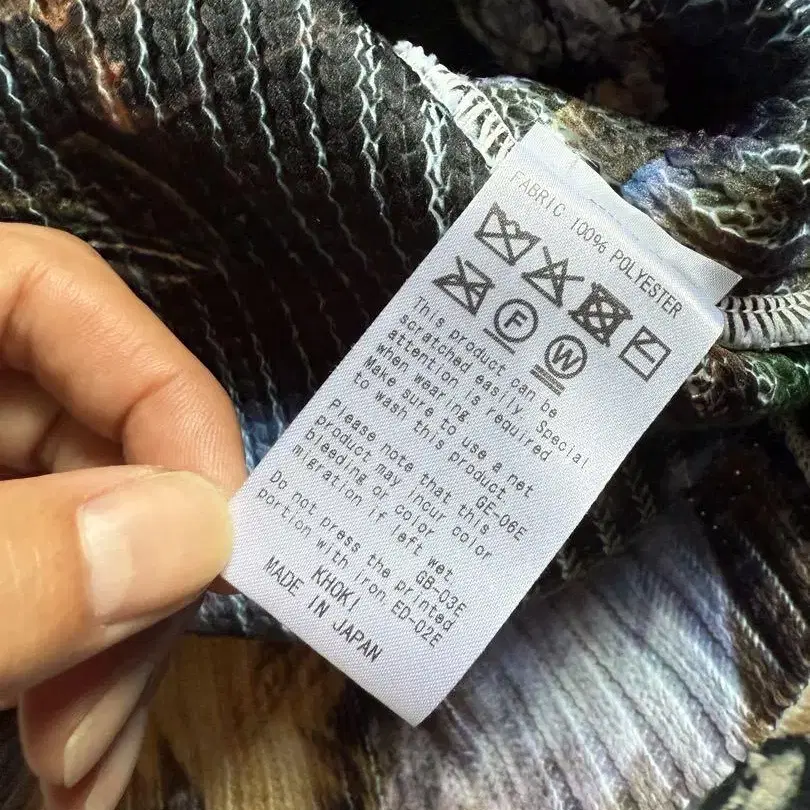 FABRIC 100% POLYESTER
F
W
This product can be
scratched easily. Special
attention is required
when wearing
Make sure to use a net
to wash this product
GE-06E
Please note that this
product may incur color
bleeding or color
migration if left wet.
GB-03E
Do not press the printed
portion with iron. ED-02E
KHOKI
MADE IN JAPAN